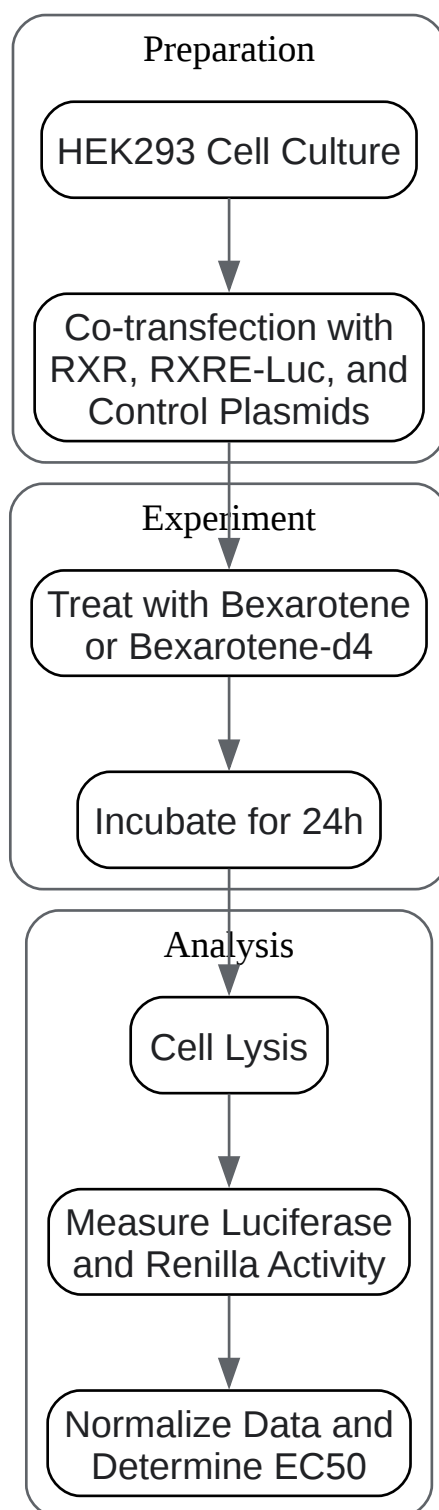 Preparation
HEK293 Cell Culture
Co-transfection with
RXR, RXRE-Luc, and
Control Plasmids
Experiment
Treat with Bexarotene
or Bexarotene-d4
Incubate for 24h
Analysis
Cell Lysis
Measure Luciferase
and Renilla Activity
Normalize Data and
Determine EC50